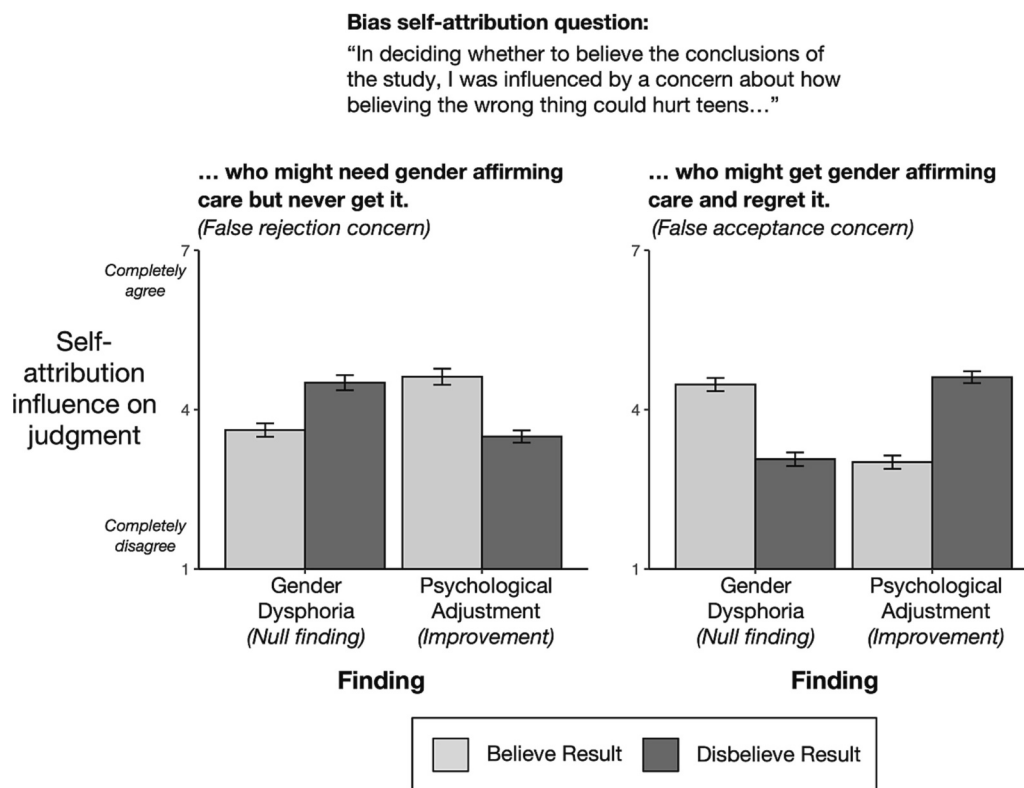 Bias self-attribution question:
“In deciding whether to believe the conclusions of
the study, I was influenced by a concern about how
believing the wrong thing could hurt teens…”
… who might need gender affirming
care but never get it.
(False rejection concern)
7
Completely
agree
Self-
attribution
influence on
judgment
4
Completely
disagree
1
Gender
Dysphoria
(Null finding)
Psychological
Adjustment
(Improvement)
Finding
… who might get gender affirming
care and regret it.
(False acceptance concern)
7
4
1
Gender
Dysphoria
(Null finding)
Psychological
Adjustment
(Improvement)
Finding
Believe Result
Disbelieve Result